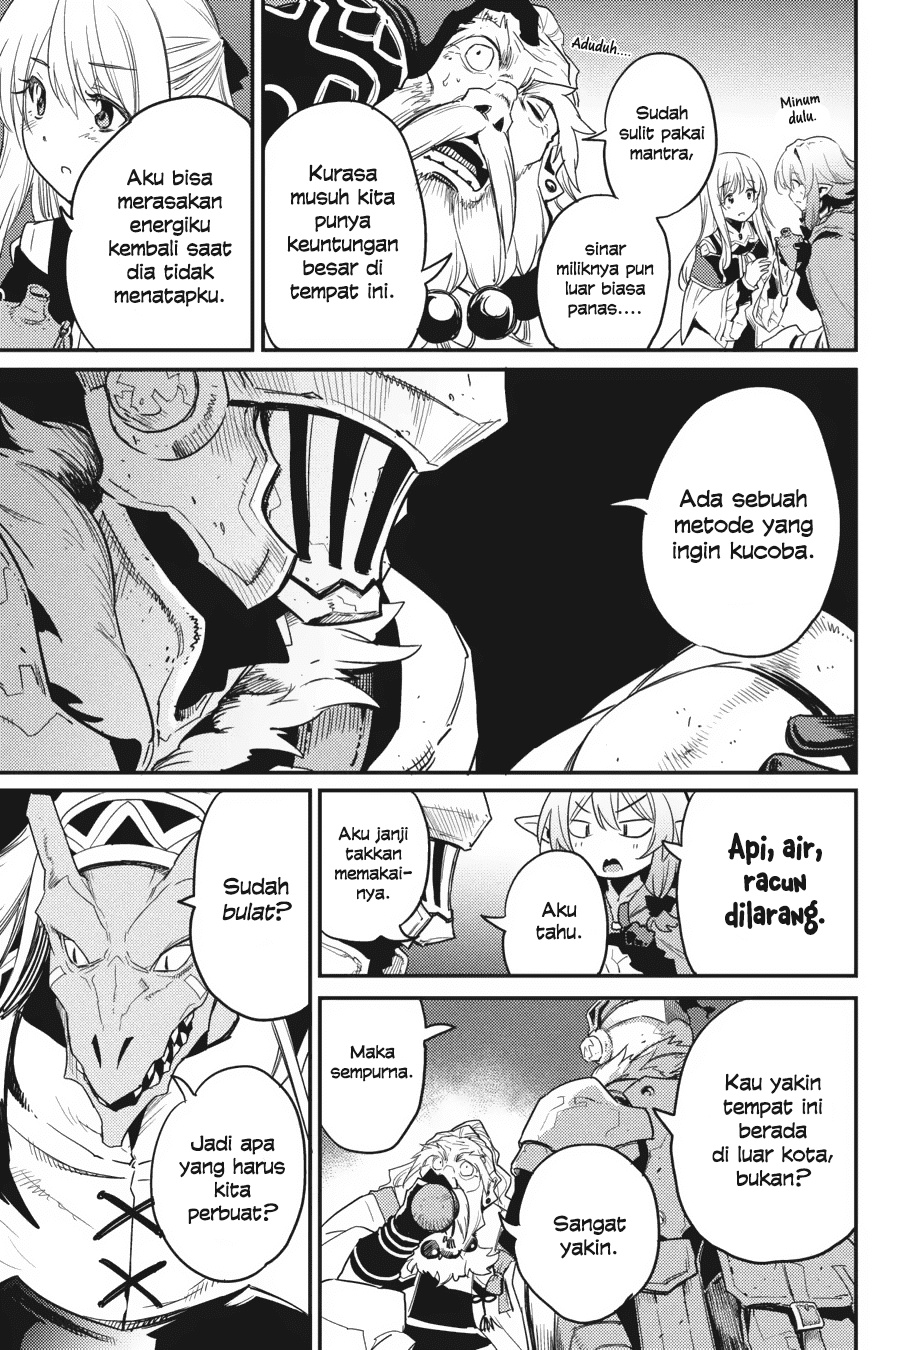 Aduduh....
Sudah
sulit pakai
mantra,
Minum
dulu.
sinar
miliknya pun
luar biasa
panas....
Kurasa
musuh kita
punya
keuntungan
besar di
tempat ini.
Aku bisa
merasakan
energiku
kembali saat
dia tidak
menatapku.
Ada sebuah
metode yang
ingin kucoba.
Api, air,
racun
dilarang.
Aku
tahu.
Aku janji
takkan
memakai-
nya.
Kau yakin
tempat ini
berada
di luar kota,
bukan?
Sangat
yakin.
Maka
sempurna.
Sudah
bulat?
Jadi apa
yang harus
kita
perbuat?